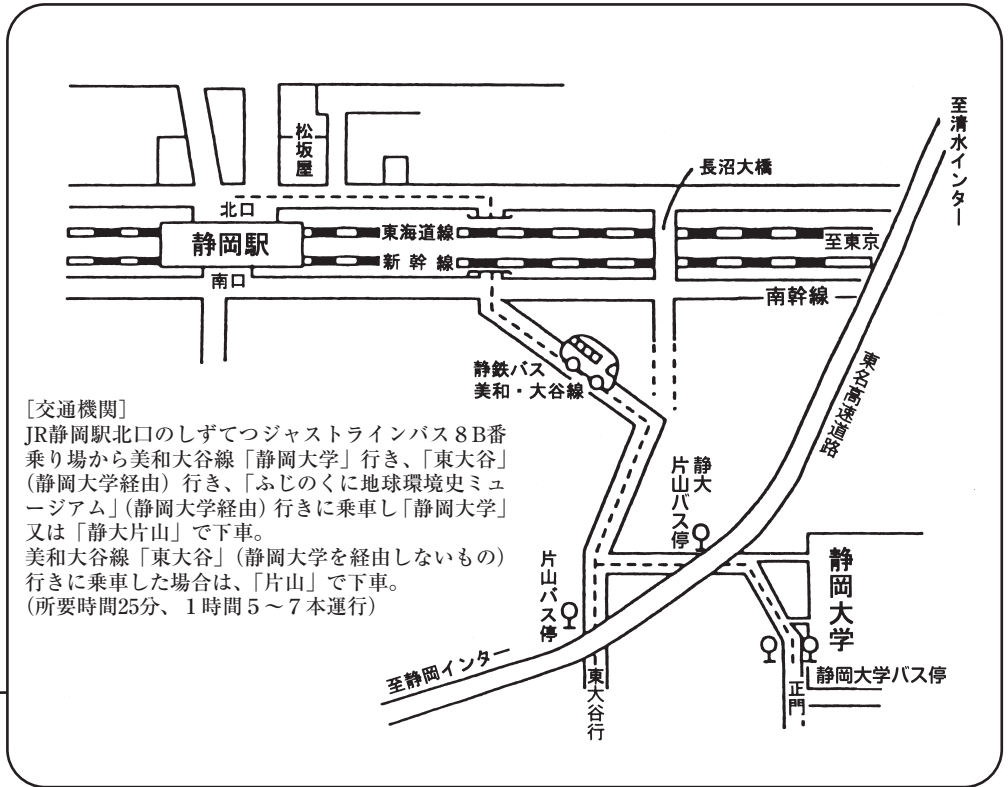 至清水インター
松坂屋
長沼大橋
北口
東海道線
静岡駅
至東京
新幹線
南口
南幹線
静鉄バス
美和・大谷線
東名高速道路
［交通機関］
JR静岡駅北口のしずてつジャストラインバス８B番
乗り場から美和大谷線「静岡大学」行き、「東大谷」
（静岡大学経由）行き、「ふじのくに地球環境史ミュ
ージアム」（静岡大学経由）行きに乗車し「静岡大学」
又は「静大片山」で下車。
美和大谷線「東大谷」（静岡大学を経由しないもの）
行きに乗車した場合は、「片山」で下車。
（所要時間25分、１時間５〜７本運行）
静大
片山バス停
片山バス停
静岡大学
静岡大学バス停
至静岡インター
東大谷行
正門